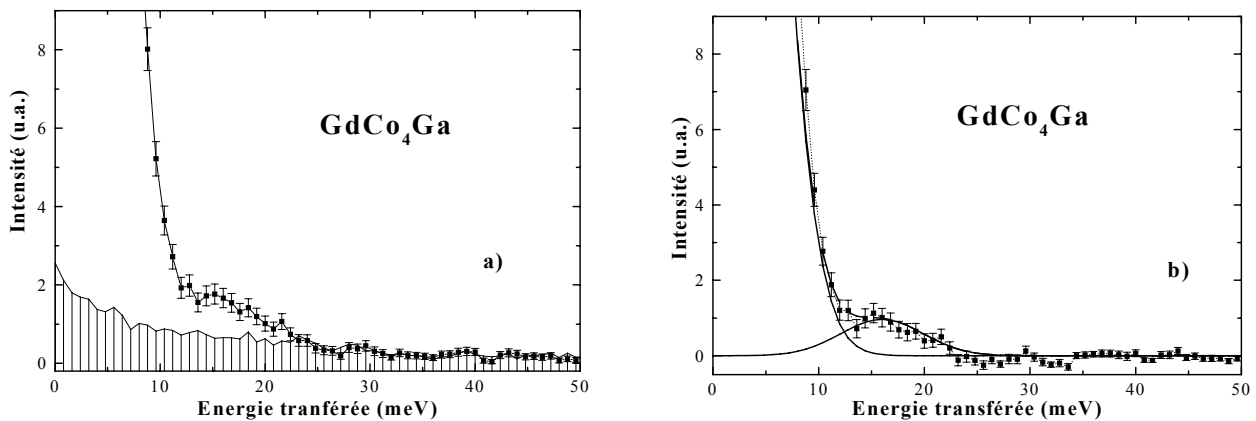 8
6
4
2
0
Intensité (u.a.)
GdCo4Ga
a)
0 10 20 30 40 50
Energie tranférée (meV)
8
6
4
2
0
Intensité (u.a.)
GdCo4Ga
b)
0 10 20 30 40 50
Energie transférée (meV)